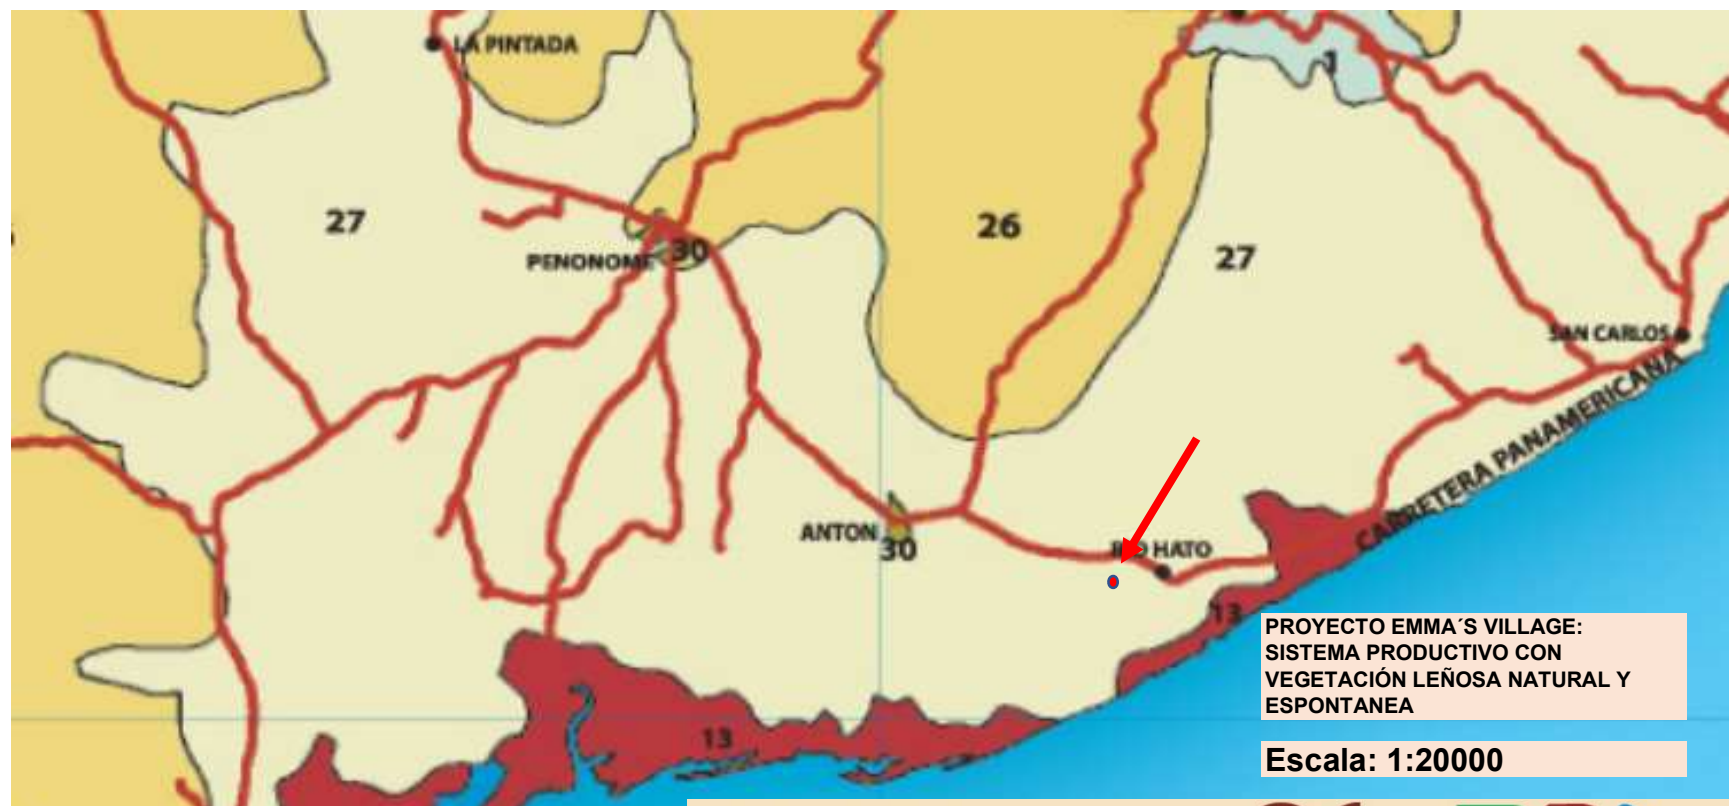 LA PINTADA
1
27
26
PENONOME
30
27
SAN CARLOS
CARRETERA PANAMERICANA
ANTON
30
HATO
13
PROYECTO EMMA´S VILLAGE:
SISTEMA PRODUCTIVO CON
VEGETACIÓN LEÑOSA NATURAL Y
ESPONTANEA
13
Escala: 1:20000